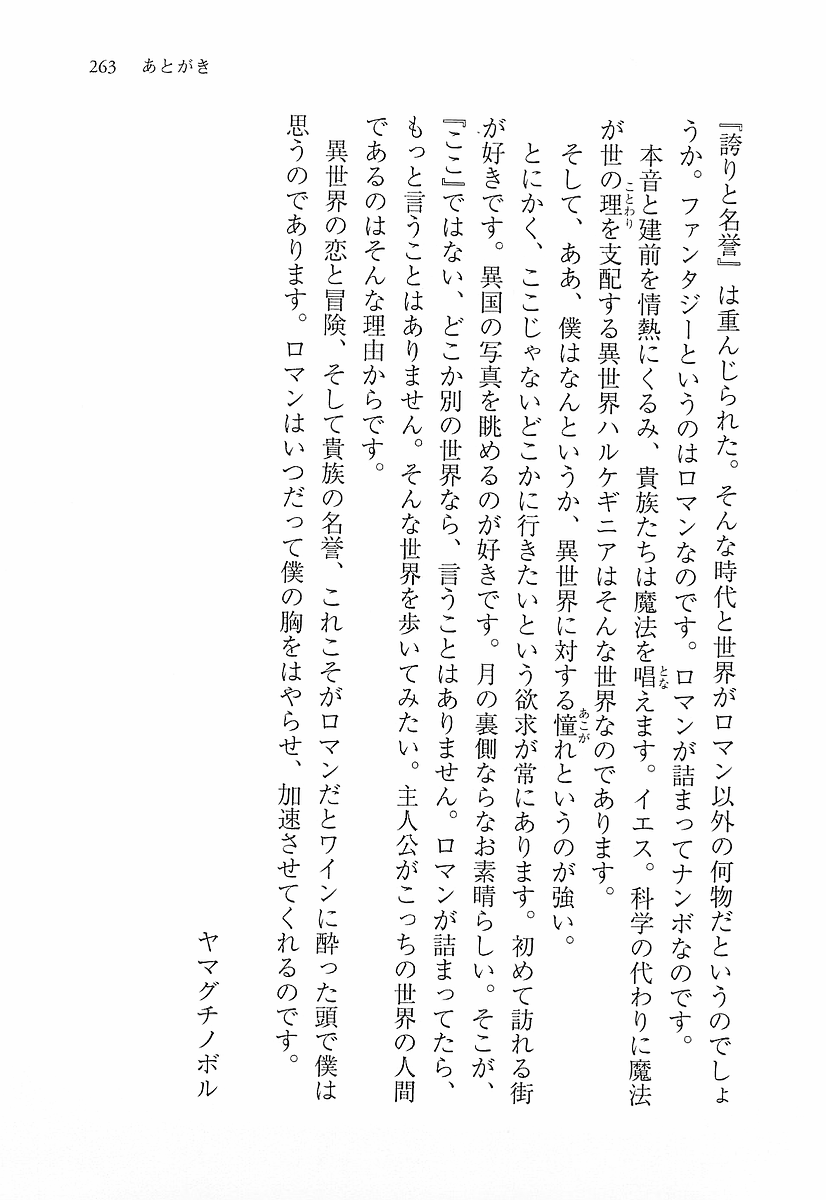 263 あとがき
『誇りと名誉』は重んじられた。そんな時代と世界がロマン以外の何物だというのでしょ
うか。ファンタジーというのはロマンなのです。ロマンが詰まってナンボなのです。
　本音と建前を情熱にくるみ、貴族たちは魔法を唱えます。イエス。科学の代わりに魔法
が世の理を支配する異世界ハルケギニアはそんな世界なのであります。
　そして、ああ、僕はなんというか、異世界に対する憧れというのが強い。
　とにかく、ここじゃないどこかに行きたいという欲求が常にあります。初めて訪れる街
が好きです。異国の写真を眺めるのが好きです。月の裏側ならなお素晴らしい。そこが、
『ここ』ではない、どこか別の世界なら、言うことはありません。ロマンが詰まってたら、
もっと言うことはありません。そんな世界を歩いてみたい。主人公がこっちの世界の人間
であるのはそんな理由からです。
　異世界の恋と冒険、そして貴族の名誉、これこそがロマンだとワインに酔った頭で僕は
思うのであります。ロマンはいつだって僕の胸をはやらせ、加速させてくれるのです。
ヤマグチノボル